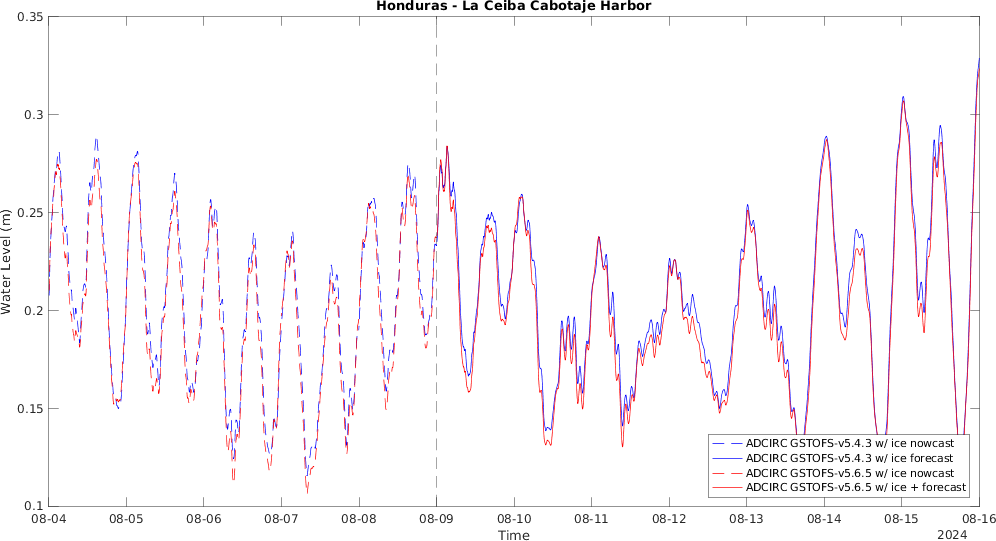 Honduras - La Ceiba Cabotaje Harbor
0.35
0.3
0.25
0.2
0.15
0.1
Water Level (m)
ADCIRC GSTOFS-v5.4.3 w/ ice nowcast
ADCIRC GSTOFS-v5.4.3 w/ ice forecast
ADCIRC GSTOFS-v5.6.5 w/ ice nowcast
ADCIRC GSTOFS-v5.6.5 w/ ice + forecast
08-04 08-05 08-06 08-07 08-08 08-09 08-10 08-11 08-12 08-13 08-14 08-15 08-16
Time
2024